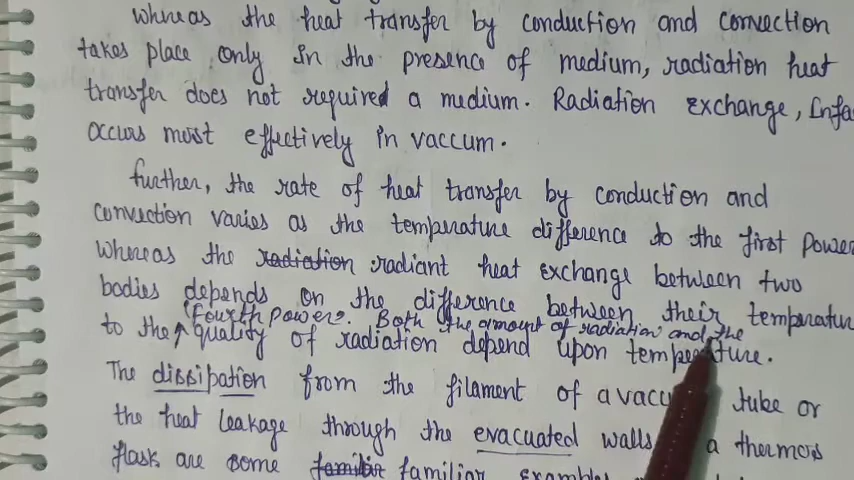 whereas the heat transfer by conduction and convection
takes place only in the presence of medium, radiation heat
transfer does not required a medium. Radiation exchange, Infa
occurs most effectively in vaccum.
further, the rate of heat transfer by conduction and
convection varies as the temperature difference to the first power
whereas the radiation radiant heat exchange between two
bodies depends on the difference between their temperatur
fourth power. Both the amount of radiation and the
to the quality of radiation depend upon temperature.
The dissipation from the filament of a vacu tube or
the heat leakage through the evacuated walls a thermos
flask are some familiar familiar examples